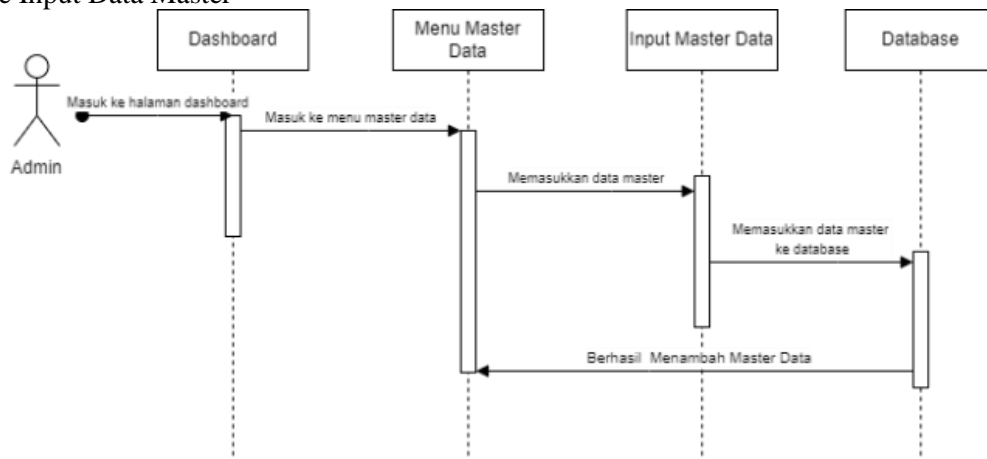 Input Data Master
Dashboard
Menu Master
Data
Input Master Data
Database
Admin
Masuk ke halaman dashboard
Masuk ke menu master data
Memasukkan data master
Memasukkan data master
ke database
Berhasil Menambah Master Data